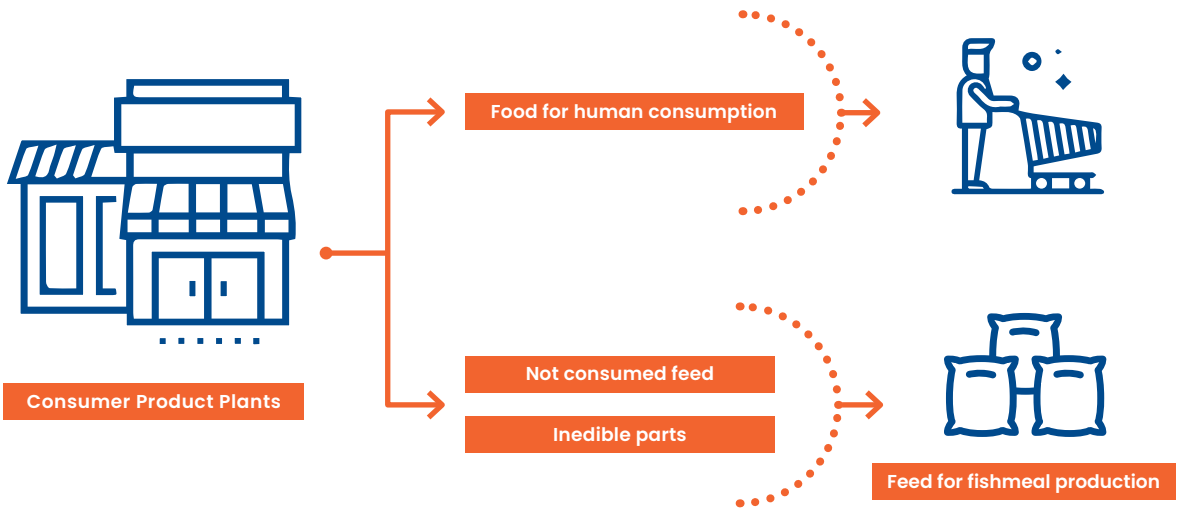 Food for human consumption
Consumer Product Plants
Not consumed feed
Inedible parts
Feed for fishmeal production